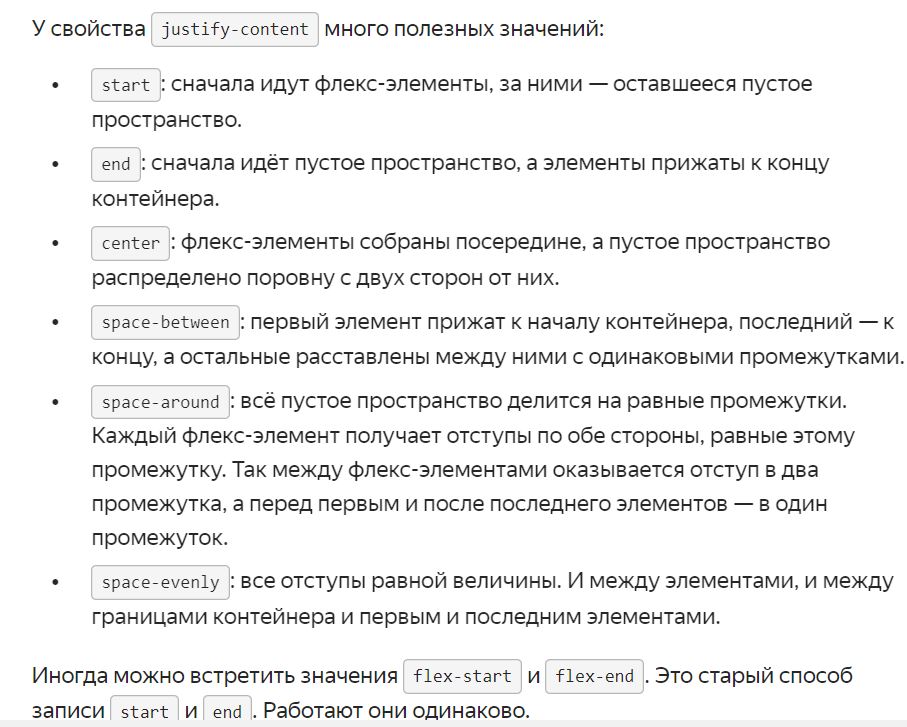 У свойства justify-content много полезных значений:
• start: сначала идут флекс-элементы, за ними — оставшееся пустое
пространство.
• end: сначала идёт пустое пространство, а элементы прижаты к концу
контейнера.
• center: флекс-элементы собраны посередине, а пустое пространство
распределено поровну с двух сторон от них.
• space-between: первый элемент прижат к началу контейнера, последний — к
концу, а остальные расставлены между ними с одинаковыми промежутками.
• space-around: всё пустое пространство делится на равные промежутки.
Каждый флекс-элемент получает отступы по обе стороны, равные этому
промежутку. Так между флекс-элементами оказывается отступ в два
промежутка, а перед первым и после последнего элементов — в один
промежуток.
• space-evenly: все отступы равной величины. И между элементами, и между
границами контейнера и первым и последним элементами.
Иногда можно встретить значения flex-start и flex-end. Это старый способ
записи start и end. Работают они одинаково.